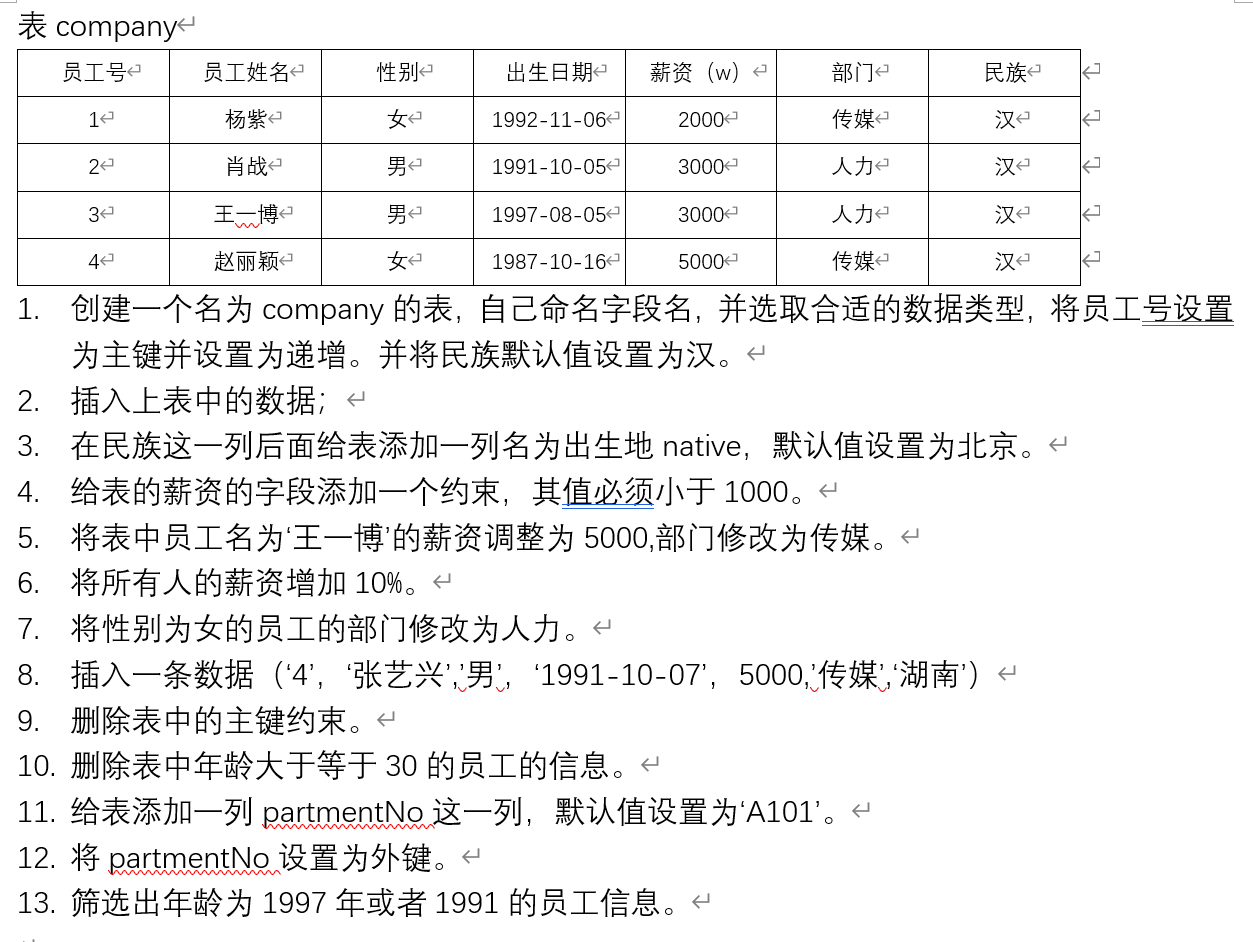 表 company
员工号 员工姓名 性别 出生日期 薪资（w） 部门 民族
1 杨紫 女 1992-11-06 2000 传媒 汉
2 肖战 男 1991-10-05 3000 人力 汉
3 王一博 男 1997-08-05 3000 人力 汉
4 赵丽颖 女 1987-10-16 5000 传媒 汉
1. 创建一个名为 company 的表，自己命名字段名，并选取合适的数据类型，将员工号设置
为主键并设置为递增。并将民族默认值设置为汉。
2. 插入上表中的数据；
3. 在民族这一列后面给表添加一列名为出生地 native，默认值设置为北京。
4. 给表的薪资的字段添加一个约束，其值必须小于 1000。
5. 将表中员工名为‘王一博’的薪资调整为 5000,部门修改为传媒。
6. 将所有人的薪资增加 10%。
7. 将性别为女的员工的部门修改为人力。
8. 插入一条数据（‘4’，‘张艺兴’,’男’，‘1991-10-07’，5000,’传媒’,‘湖南’）
9. 删除表中的主键约束。
10. 删除表中年龄大于等于 30 的员工的信息。
11. 给表添加一列 partmentNo 这一列，默认值设置为‘A101’。
12. 将 partmentNo 设置为外键。
13. 筛选出年龄为 1997 年或者 1991 的员工信息。